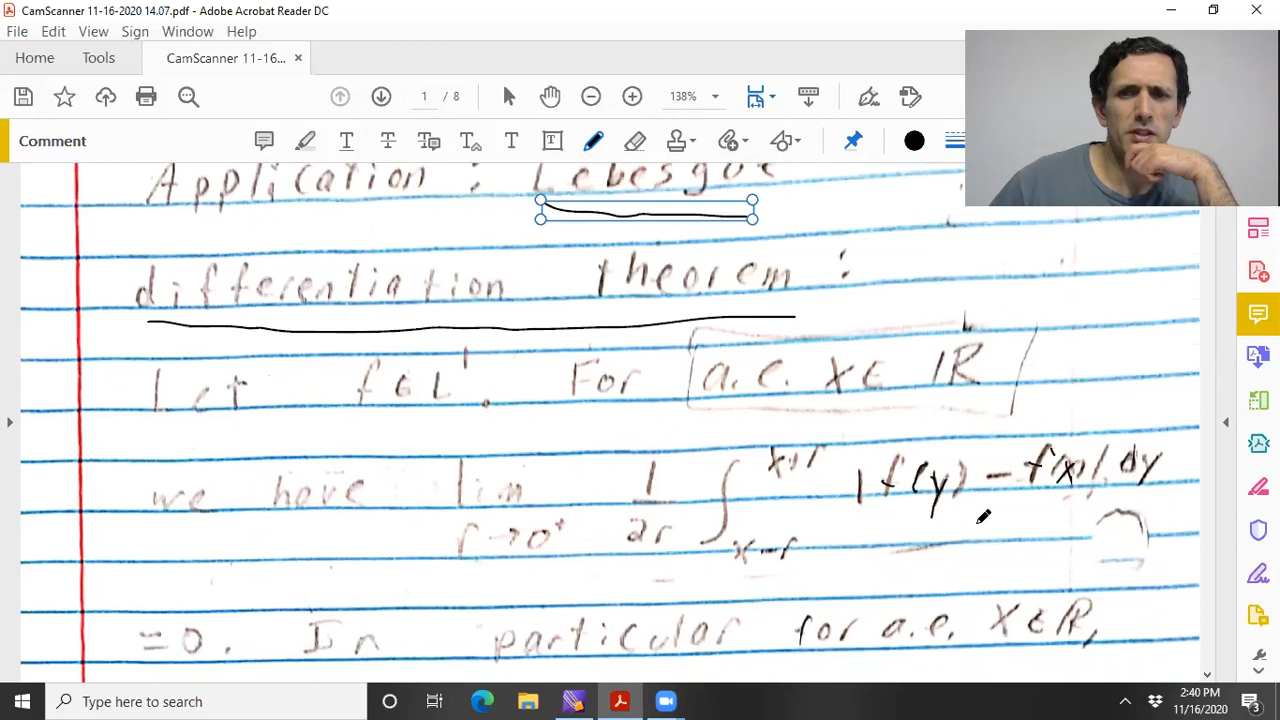 CamScanner 11-16-2020 14.07.pdf - Adobe Acrobat Reader DC
File Edit View Sign Window Help
Home Tools CamScanner 11-16... ×
1 / 8 138%
Comment
Application : Lebesgue
differentiation theorem :
Let f ∈ L¹. For a.e. x ∈ ℝ
we have lim r→0⁺ 1/2r ∫_{x-r}^{x+r} |f(y) - f(x)| dy
= 0. In particular for a.e. x ∈ ℝ,
Type here to search
2:40 PM
11/16/2020
3